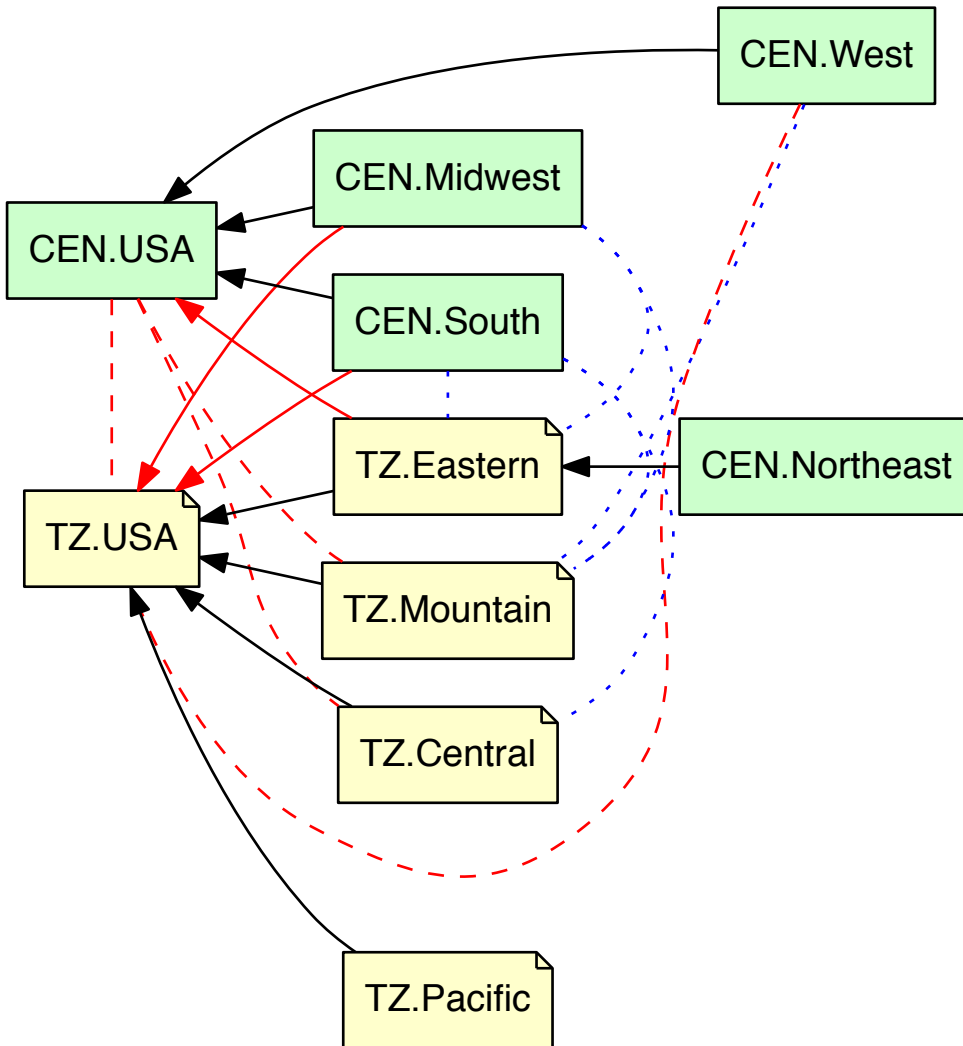 CEN.West
CEN.Midwest
CEN.USA
CEN.South
TZ.Eastern
CEN.Northeast
TZ.USA
TZ.Mountain
TZ.Central
TZ.Pacific